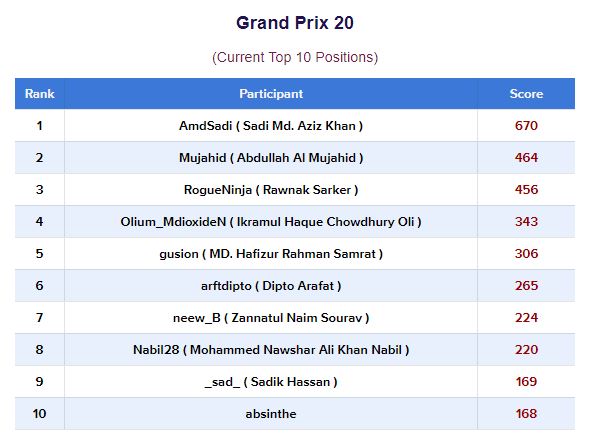 Grand Prix 20
(Current Top 10 Positions)
Rank Participant Score
1 AmdSadi ( Sadi Md. Aziz Khan ) 670
2 Mujahid ( Abdullah Al Mujahid ) 464
3 RogueNinja ( Rawnak Sarker ) 456
4 Olium_MdioxideN ( Ikramul Haque Chowdhury Oli ) 343
5 gusion ( MD. Hafizur Rahman Samrat ) 306
6 arftdipto ( Dipto Arafat ) 265
7 neew_B ( Zannatul Naim Sourav ) 224
8 Nabil28 ( Mohammed Nawshar Ali Khan Nabil ) 220
9 _sad_ ( Sadik Hassan ) 169
10 absinthe 168